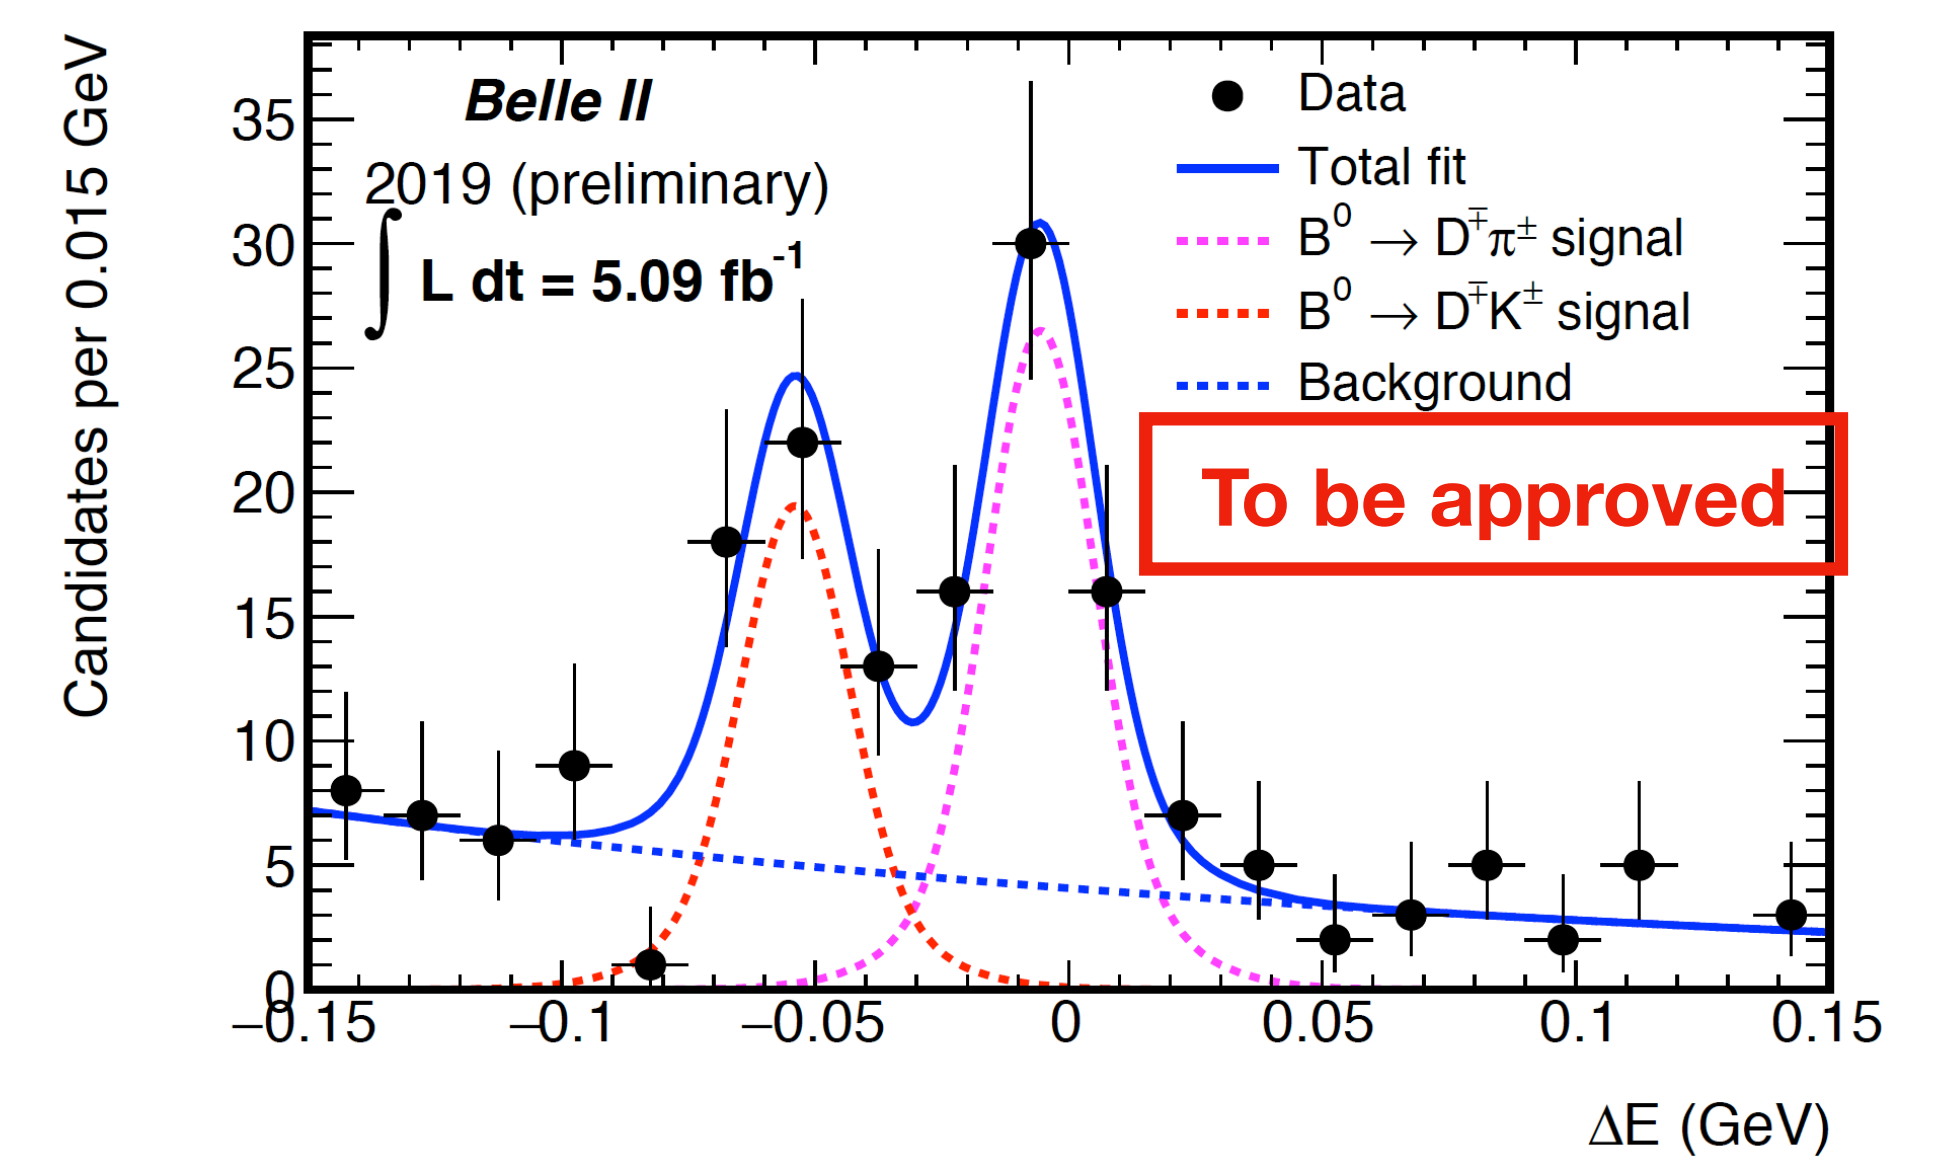 Candidates per 0.015 GeV
Belle II
2019 (preliminary)
∫ L dt = 5.09 fb⁻¹
Data
Total fit
B⁰ → D∓π± signal
B⁰ → D∓K± signal
Background
To be approved
35
30
25
20
15
10
5
0
−0.15 −0.1 −0.05 0 0.05 0.1 0.15
ΔE (GeV)